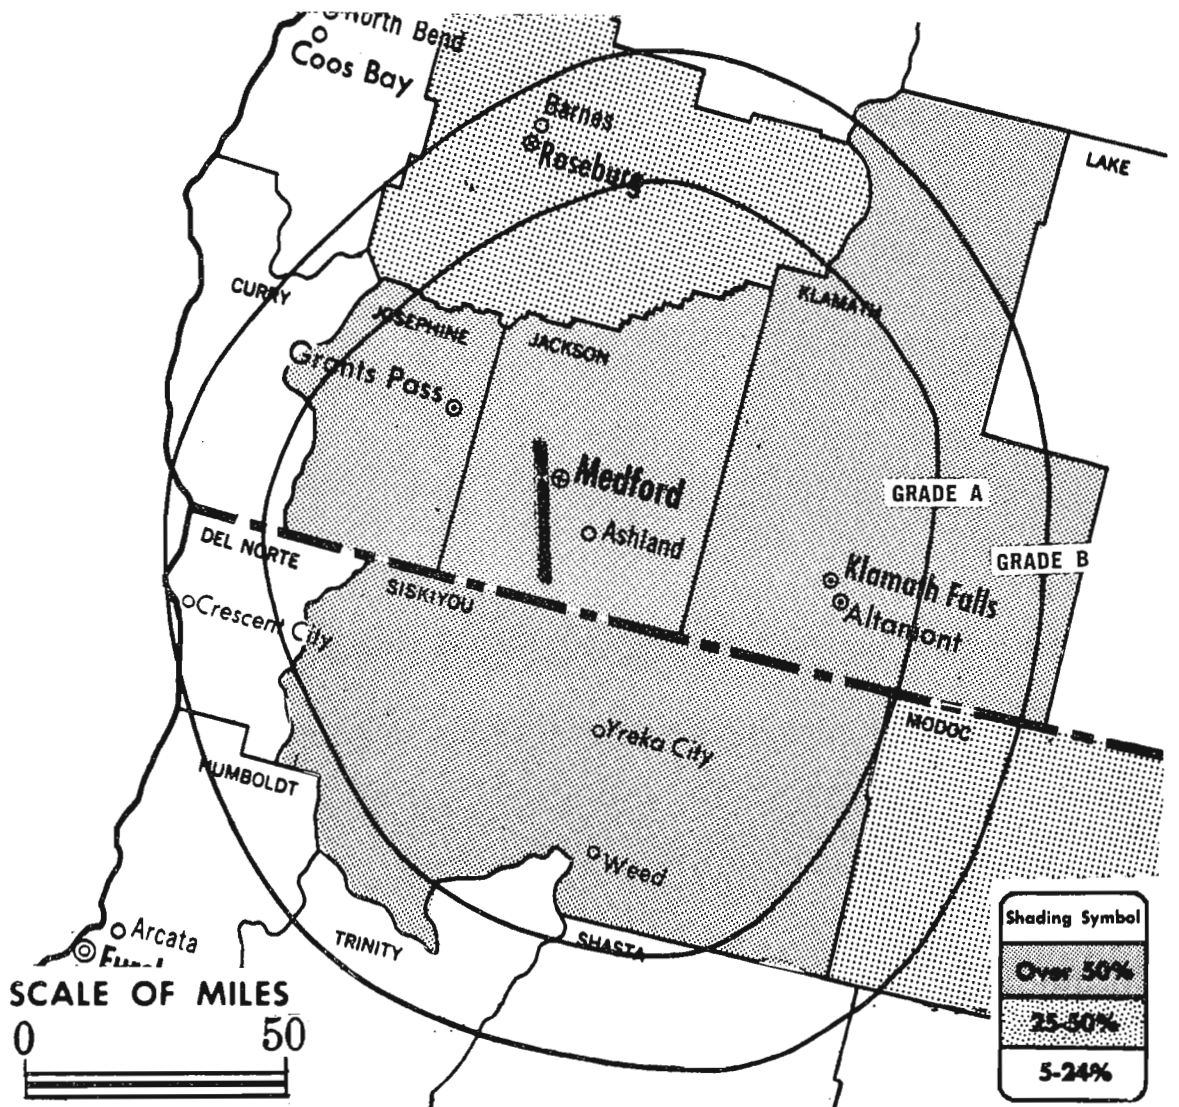 North Bend
Coos Bay
Barnes
Roseburg
LAKE
CURRY
KLAMATH
JOSEPHINE
JACKSON
Grants Pass
Medford
GRADE A
Ashland
DEL NORTE
GRADE B
Klamath Falls
SISKIYOU
Crescent City
Altamont
Yreka City
MODOC
HUMBOLDT
Weed
Shading Symbol
Arcata
TRINITY
SHASTA
Over 50%
SCALE OF MILES
25-50%
0 50
5-24%